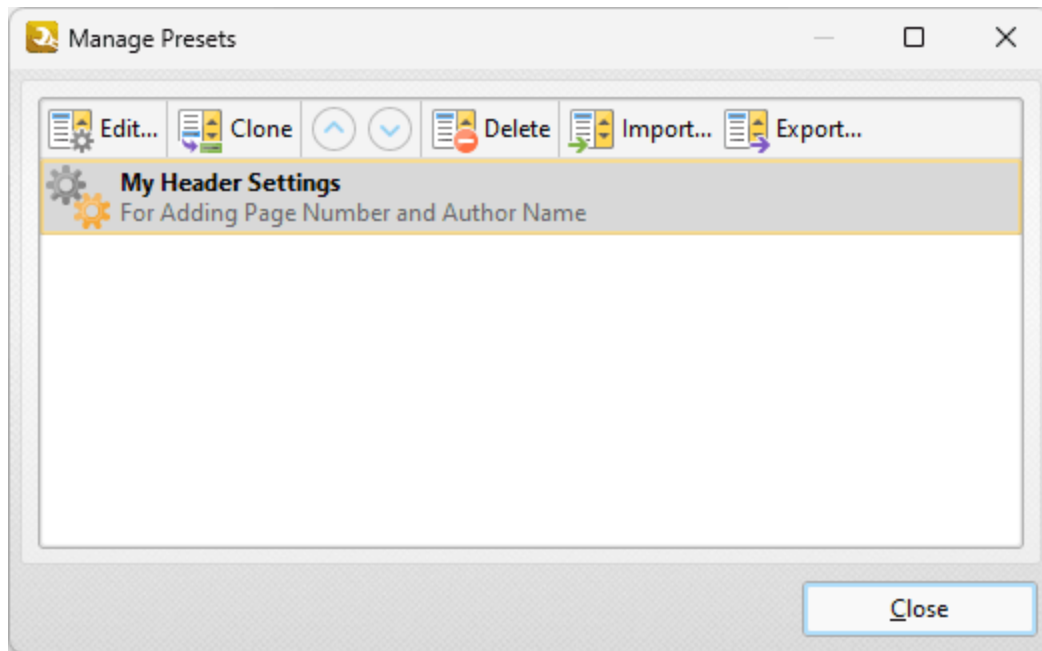 Manage Presets
Edit... Clone Delete Import... Export...
My Header Settings
For Adding Page Number and Author Name
Close